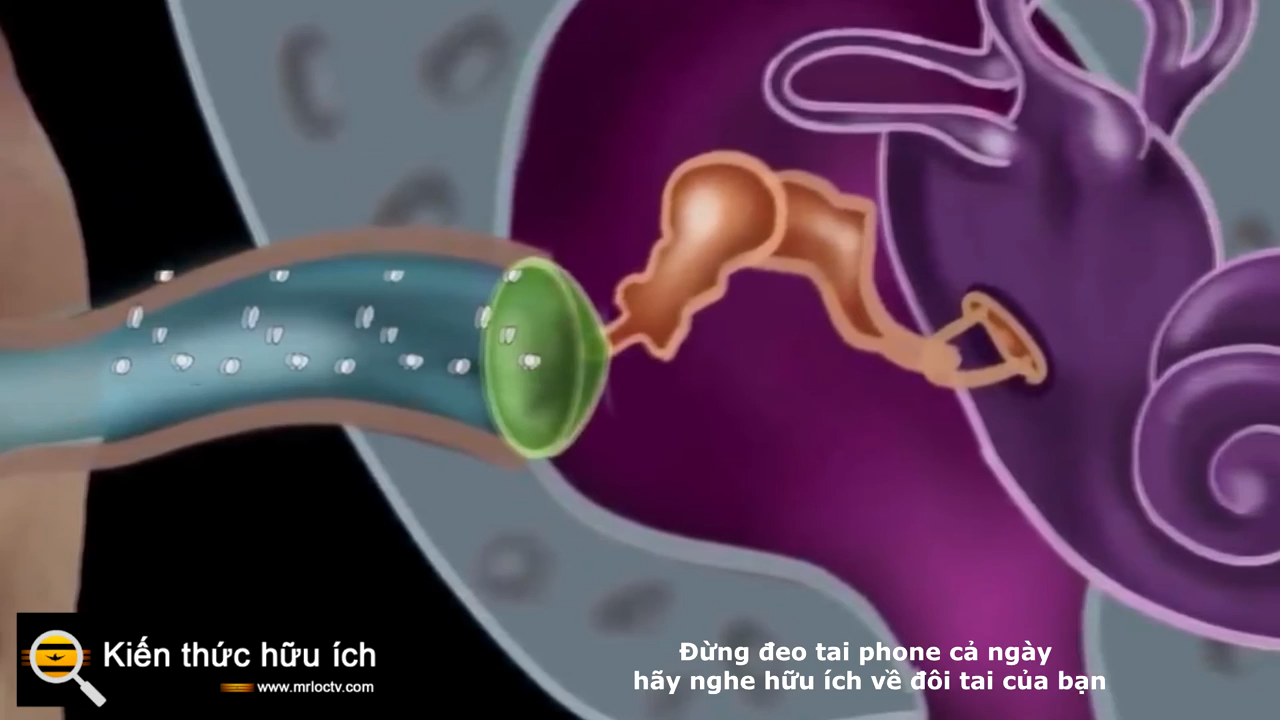 Kiến thức hữu ích
www.mrloctv.com
Đừng đeo tai phone cả ngày
hãy nghe hữu ích về đôi tai của bạn